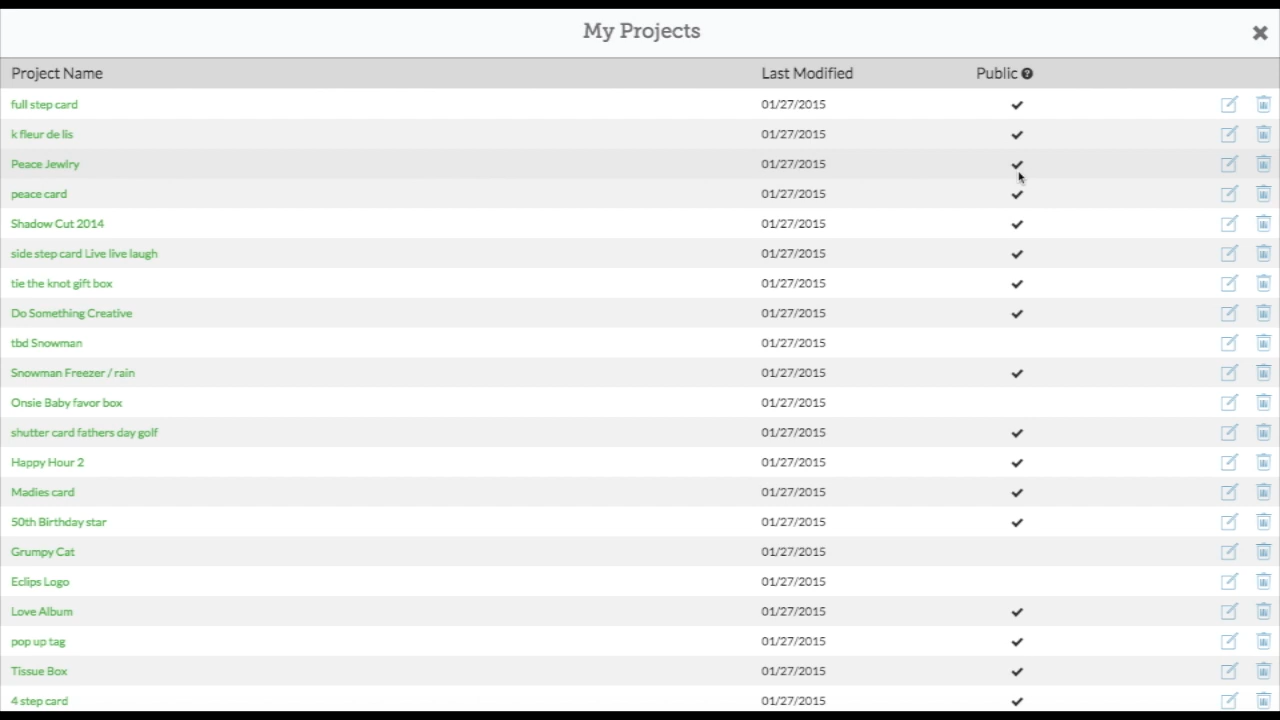 My Projects
Project Name Last Modified Public
full step card 01/27/2015
k fleur de lis 01/27/2015
Peace Jewlry 01/27/2015
peace card 01/27/2015
Shadow Cut 2014 01/27/2015
side step card Live live laugh 01/27/2015
tie the knot gift box 01/27/2015
Do Something Creative 01/27/2015
tbd Snowman 01/27/2015
Snowman Freezer / rain 01/27/2015
Onsie Baby favor box 01/27/2015
shutter card fathers day golf 01/27/2015
Happy Hour 2 01/27/2015
Madies card 01/27/2015
50th Birthday star 01/27/2015
Grumpy Cat 01/27/2015
Eclips Logo 01/27/2015
Love Album 01/27/2015
pop up tag 01/27/2015
Tissue Box 01/27/2015
4 step card 01/27/2015